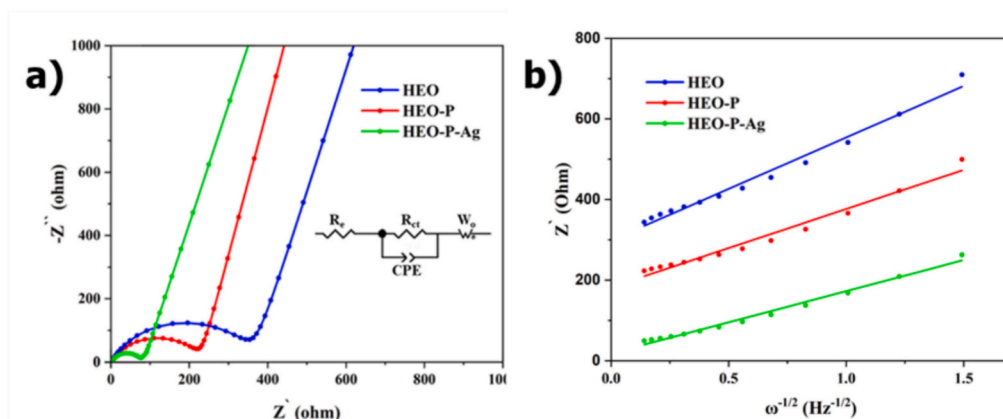 a)
1000
800
600
400
200
0
-Z`` (ohm)
HEO
HEO-P
HEO-P-Ag
Re
Rct
Wo
CPE
0 200 400 600 800 1000
Z` (ohm)
b)
800
600
400
200
0
Z` (Ohm)
HEO
HEO-P
HEO-P-Ag
0.0 0.5 1.0 1.5
ω-1/2 (Hz-1/2)